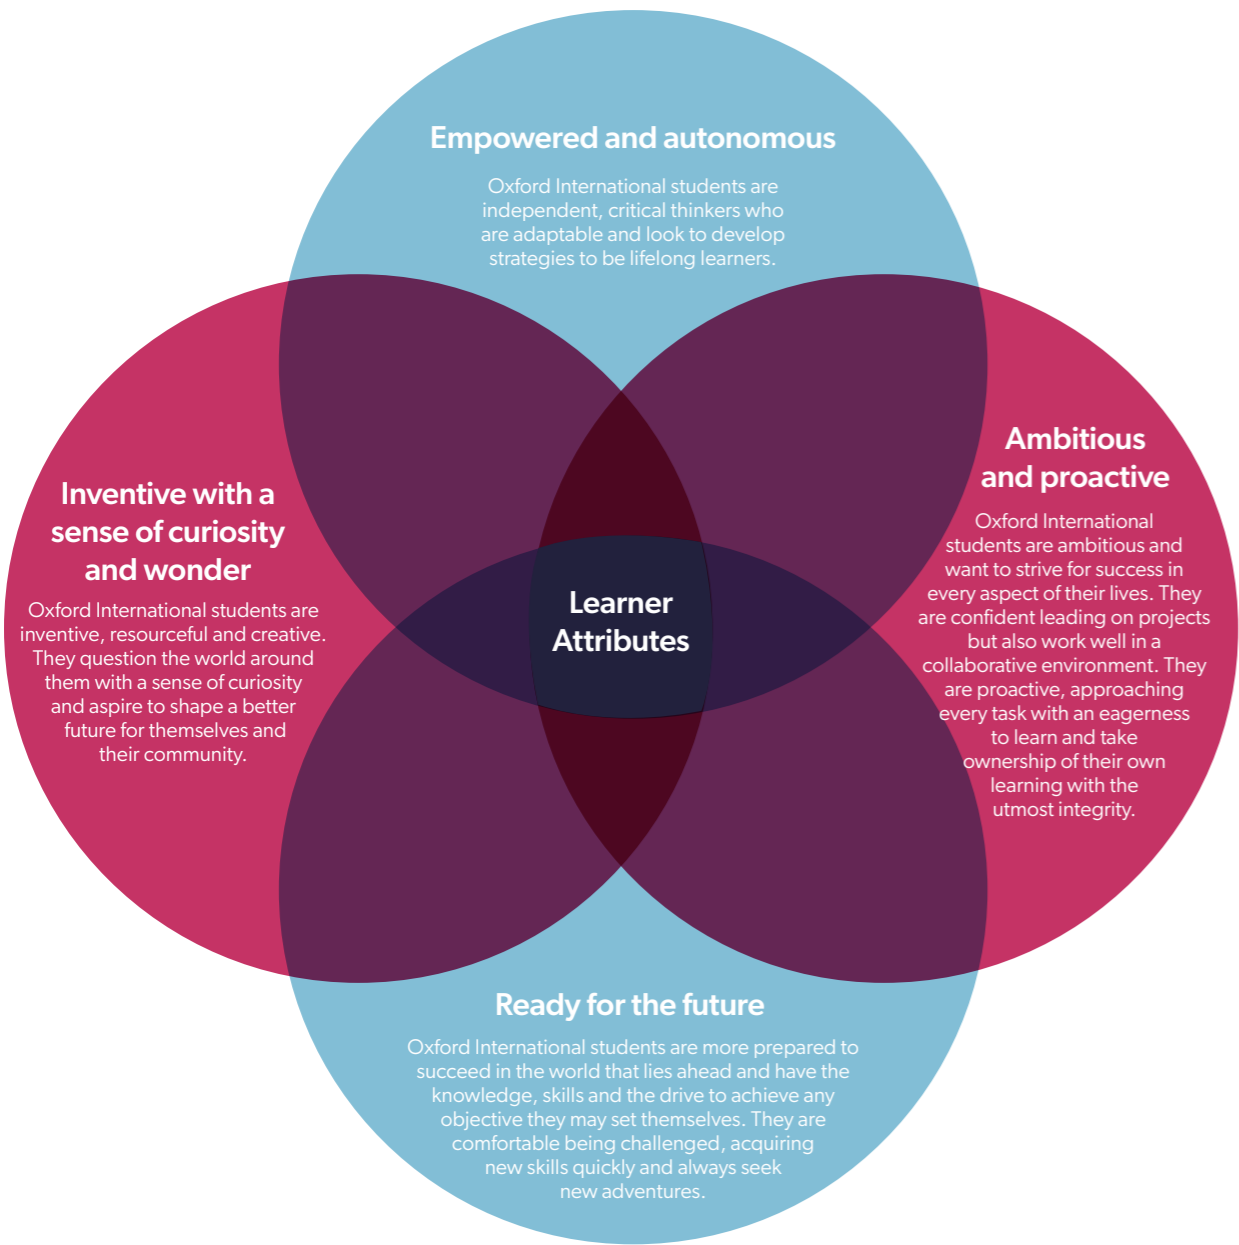 Empowered and autonomous
Oxford International students are
independent, critical thinkers who
are adaptable and look to develop
strategies to be lifelong learners.
Inventive with a
sense of curiosity
and wonder
Oxford International students are
inventive, resourceful and creative.
They question the world around
them with a sense of curiosity
and aspire to shape a better
future for themselves and
their community.
Learner
Attributes
Ambitious
and proactive
Oxford International
students are ambitious and
want to strive for success in
every aspect of their lives. They
are confident leading on projects
but also work well in a
collaborative environment. They
are proactive, approaching
every task with an eagerness
to learn and take
ownership of their own
learning with the
utmost integrity.
Ready for the future
Oxford International students are more prepared to
succeed in the world that lies ahead and have the
knowledge, skills and the drive to achieve any
objective they may set themselves. They are
comfortable being challenged, acquiring
new skills quickly and always seek
new adventures.